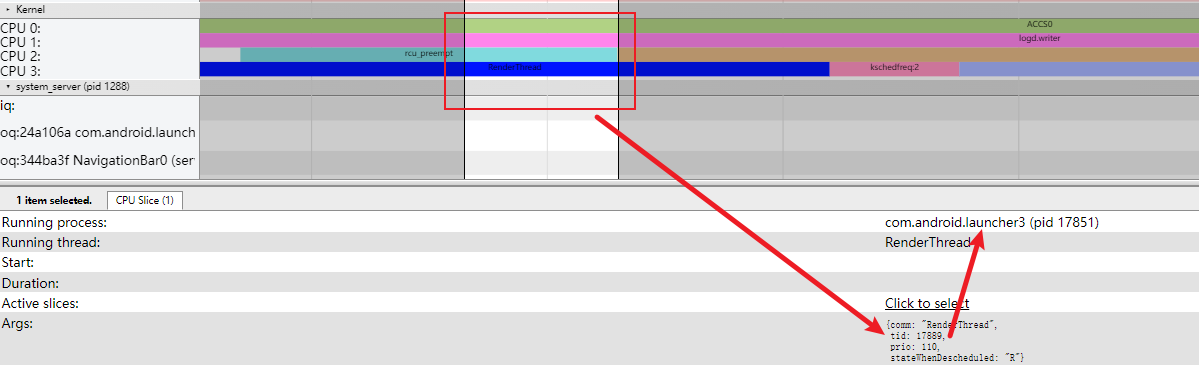 Kernel
CPU 0:
ACCS0
CPU 1:
logd.writer
CPU 2:
rcu_preempt
CPU 3:
RenderThread
kschedfreq:2
system_server (pid 1288)
iq:
oq:24a106a com.android.launch
oq:344ba3f NavigationBar0 (serv
1 item selected.
CPU Slice (1)
Running process:
com.android.launcher3 (pid 17851)
Running thread:
RenderThread
Start:
Duration:
Active slices:
Click to select
Args:
{comm: "RenderThread",
tid: 17889,
prio: 110,
stateWhenDescheduled: "R"}